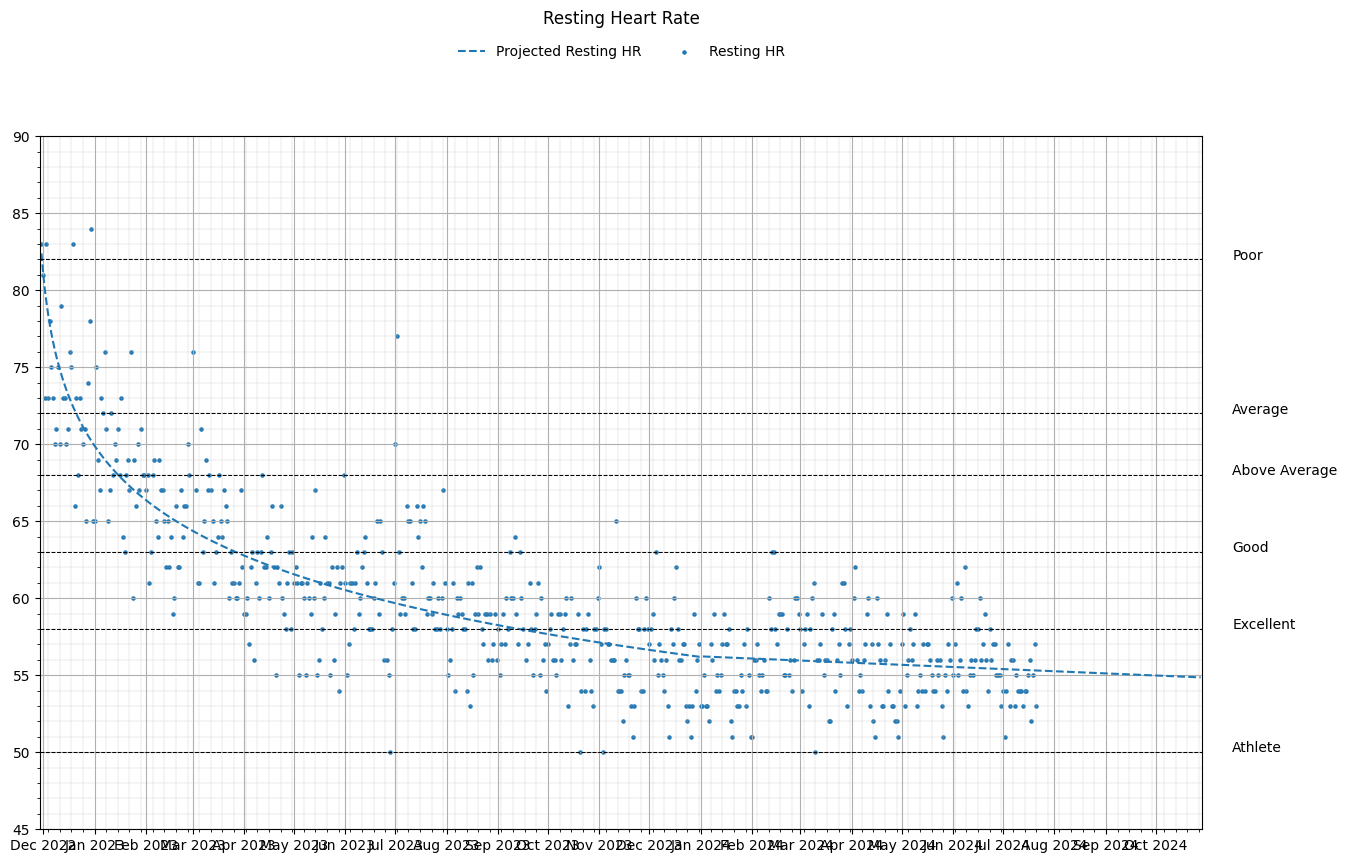 Resting Heart Rate
Projected Resting HR Resting HR
90
85
Poor
80
75
Average
70
Above Average
65
Good
60
Excellent
55
50
Athlete
45
Dec 2022 Jan 2023 Feb 2023 Mar 2023 Apr 2023 May 2023 Jun 2023 Jul 2023 Aug 2023 Sep 2023 Oct 2023 Nov 2023 Dec 2023 Jan 2024 Feb 2024 Mar 2024 Apr 2024 May 2024 Jun 2024 Jul 2024 Aug 2024 Sep 2024 Oct 2024